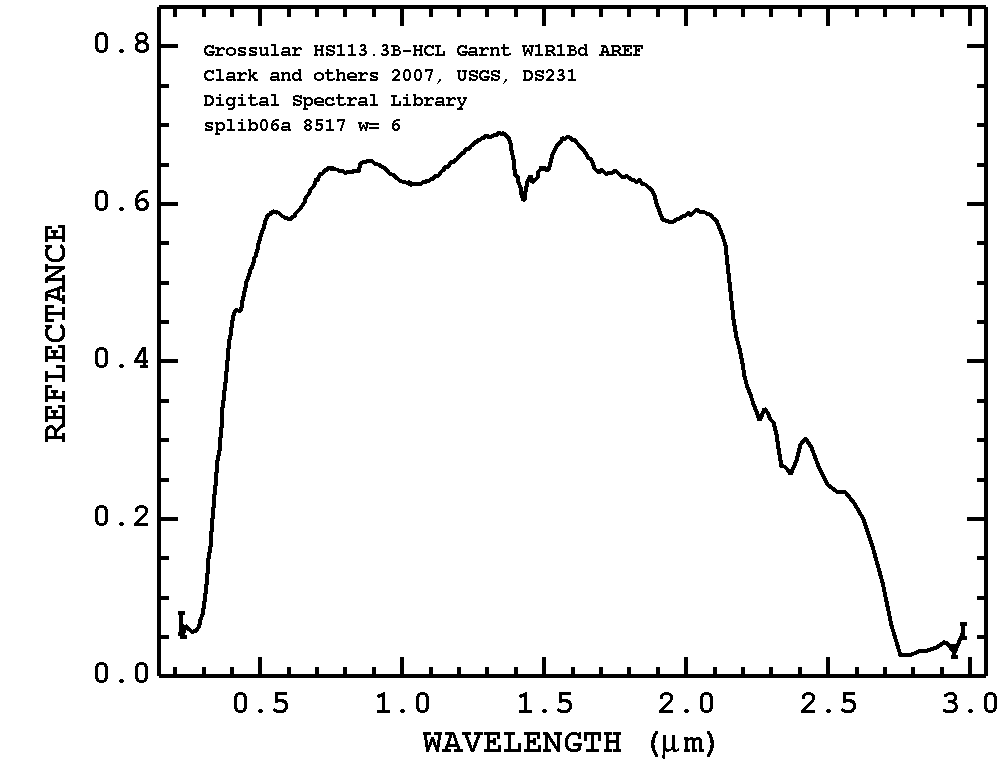 0.8
Grossular HS113.3B-HCL Garnt W1R1Bd AREF
Clark and others 2007, USGS, DS231
Digital Spectral Library
splib06a 8517 w= 6
0.6
0.4
0.2
0.0
REFLECTANCE
0.5 1.0 1.5 2.0 2.5 3.0
WAVELENGTH (μm)